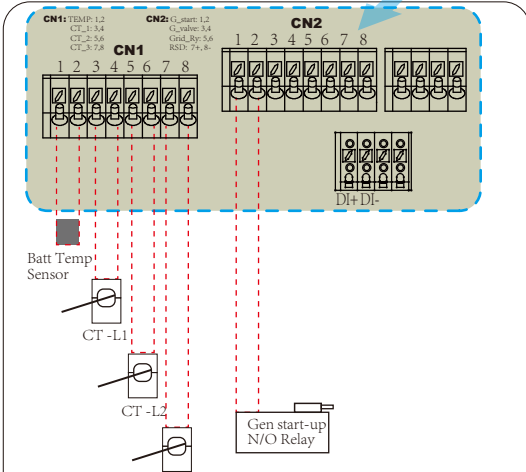 CN1: TEMP: 1,2
CT_1: 3,4
CT_2: 5,6
CT_3: 7,8
CN2: G_start: 1,2
G_valve: 3,4
Grid_Ry: 5,6
RSD: 7+, 8-
CN1
1 2 3 4 5 6 7 8
CN2
1 2 3 4 5 6 7 8
DI+ DI-
Batt Temp
Sensor
CT -L1
CT -L2
Gen start-up
N/O Relay